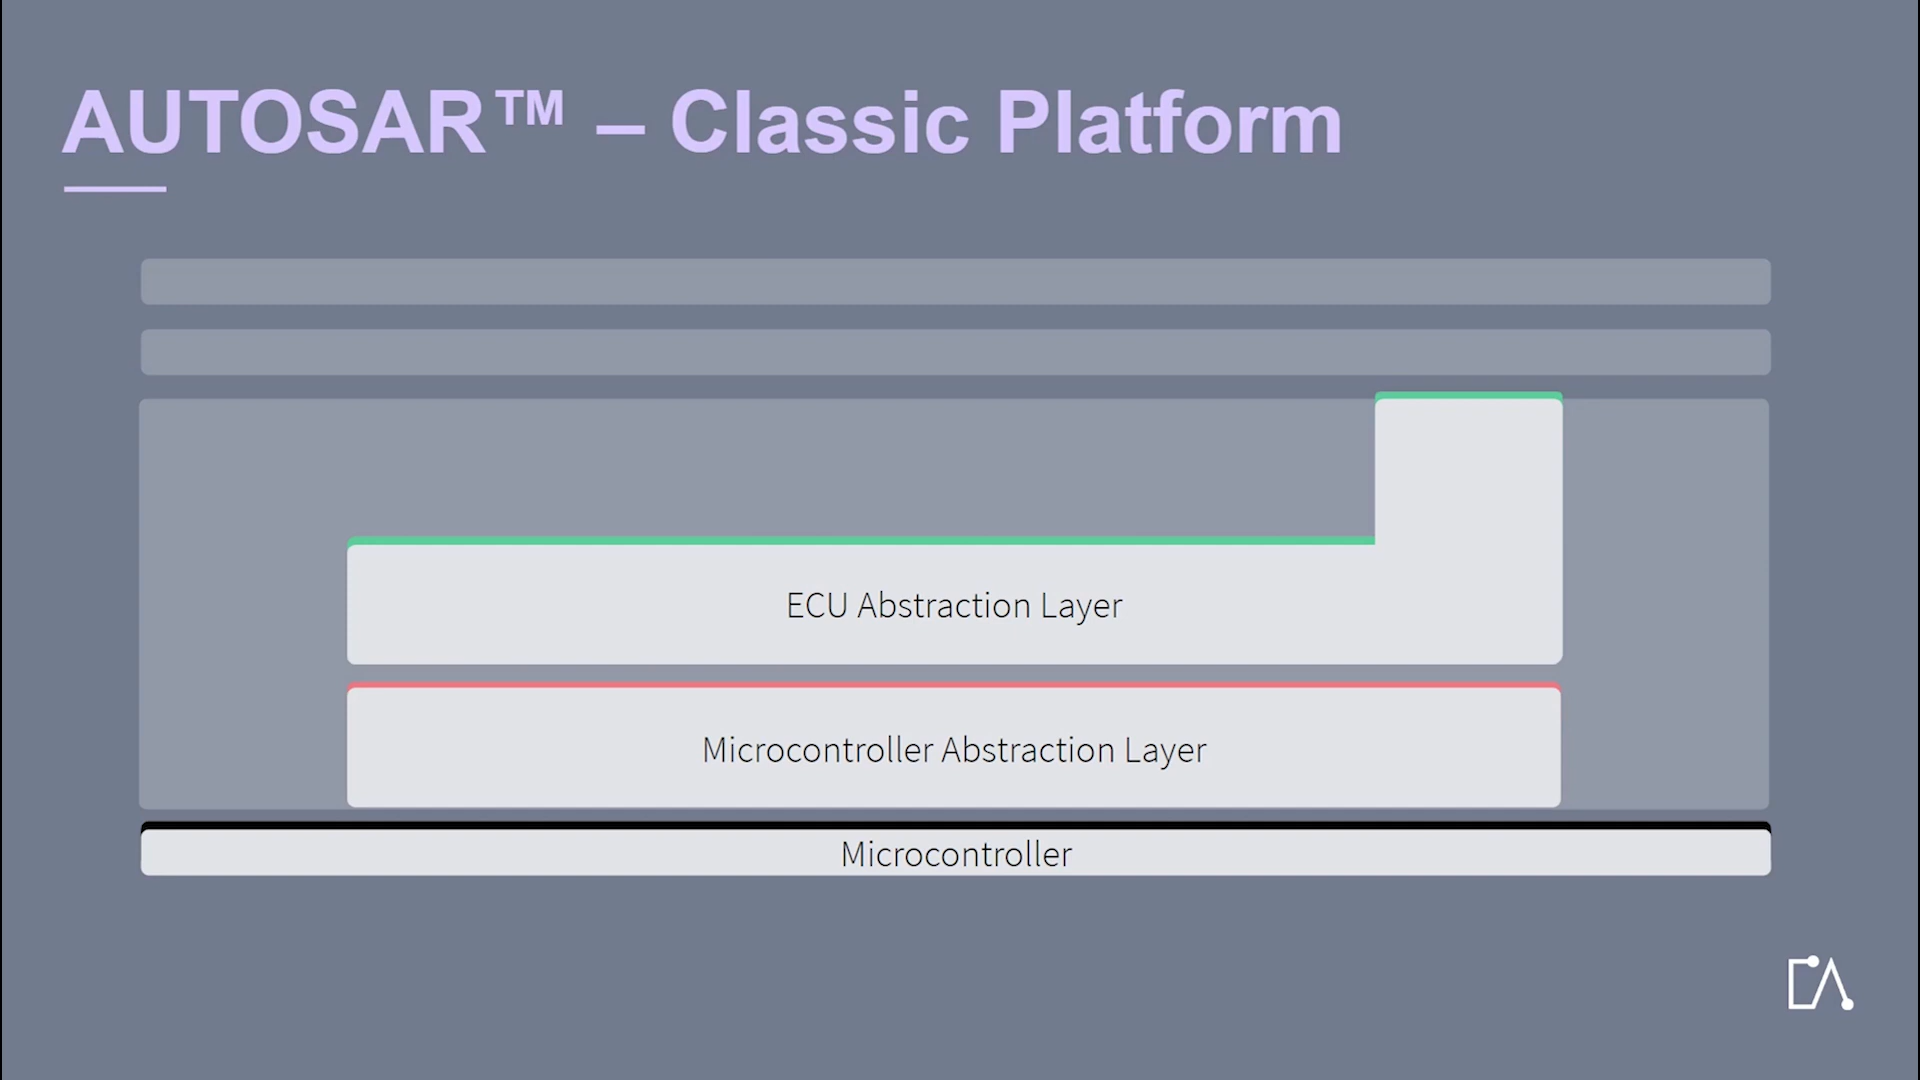 AUTOSAR™ – Classic Platform
ECU Abstraction Layer
Microcontroller Abstraction Layer
Microcontroller